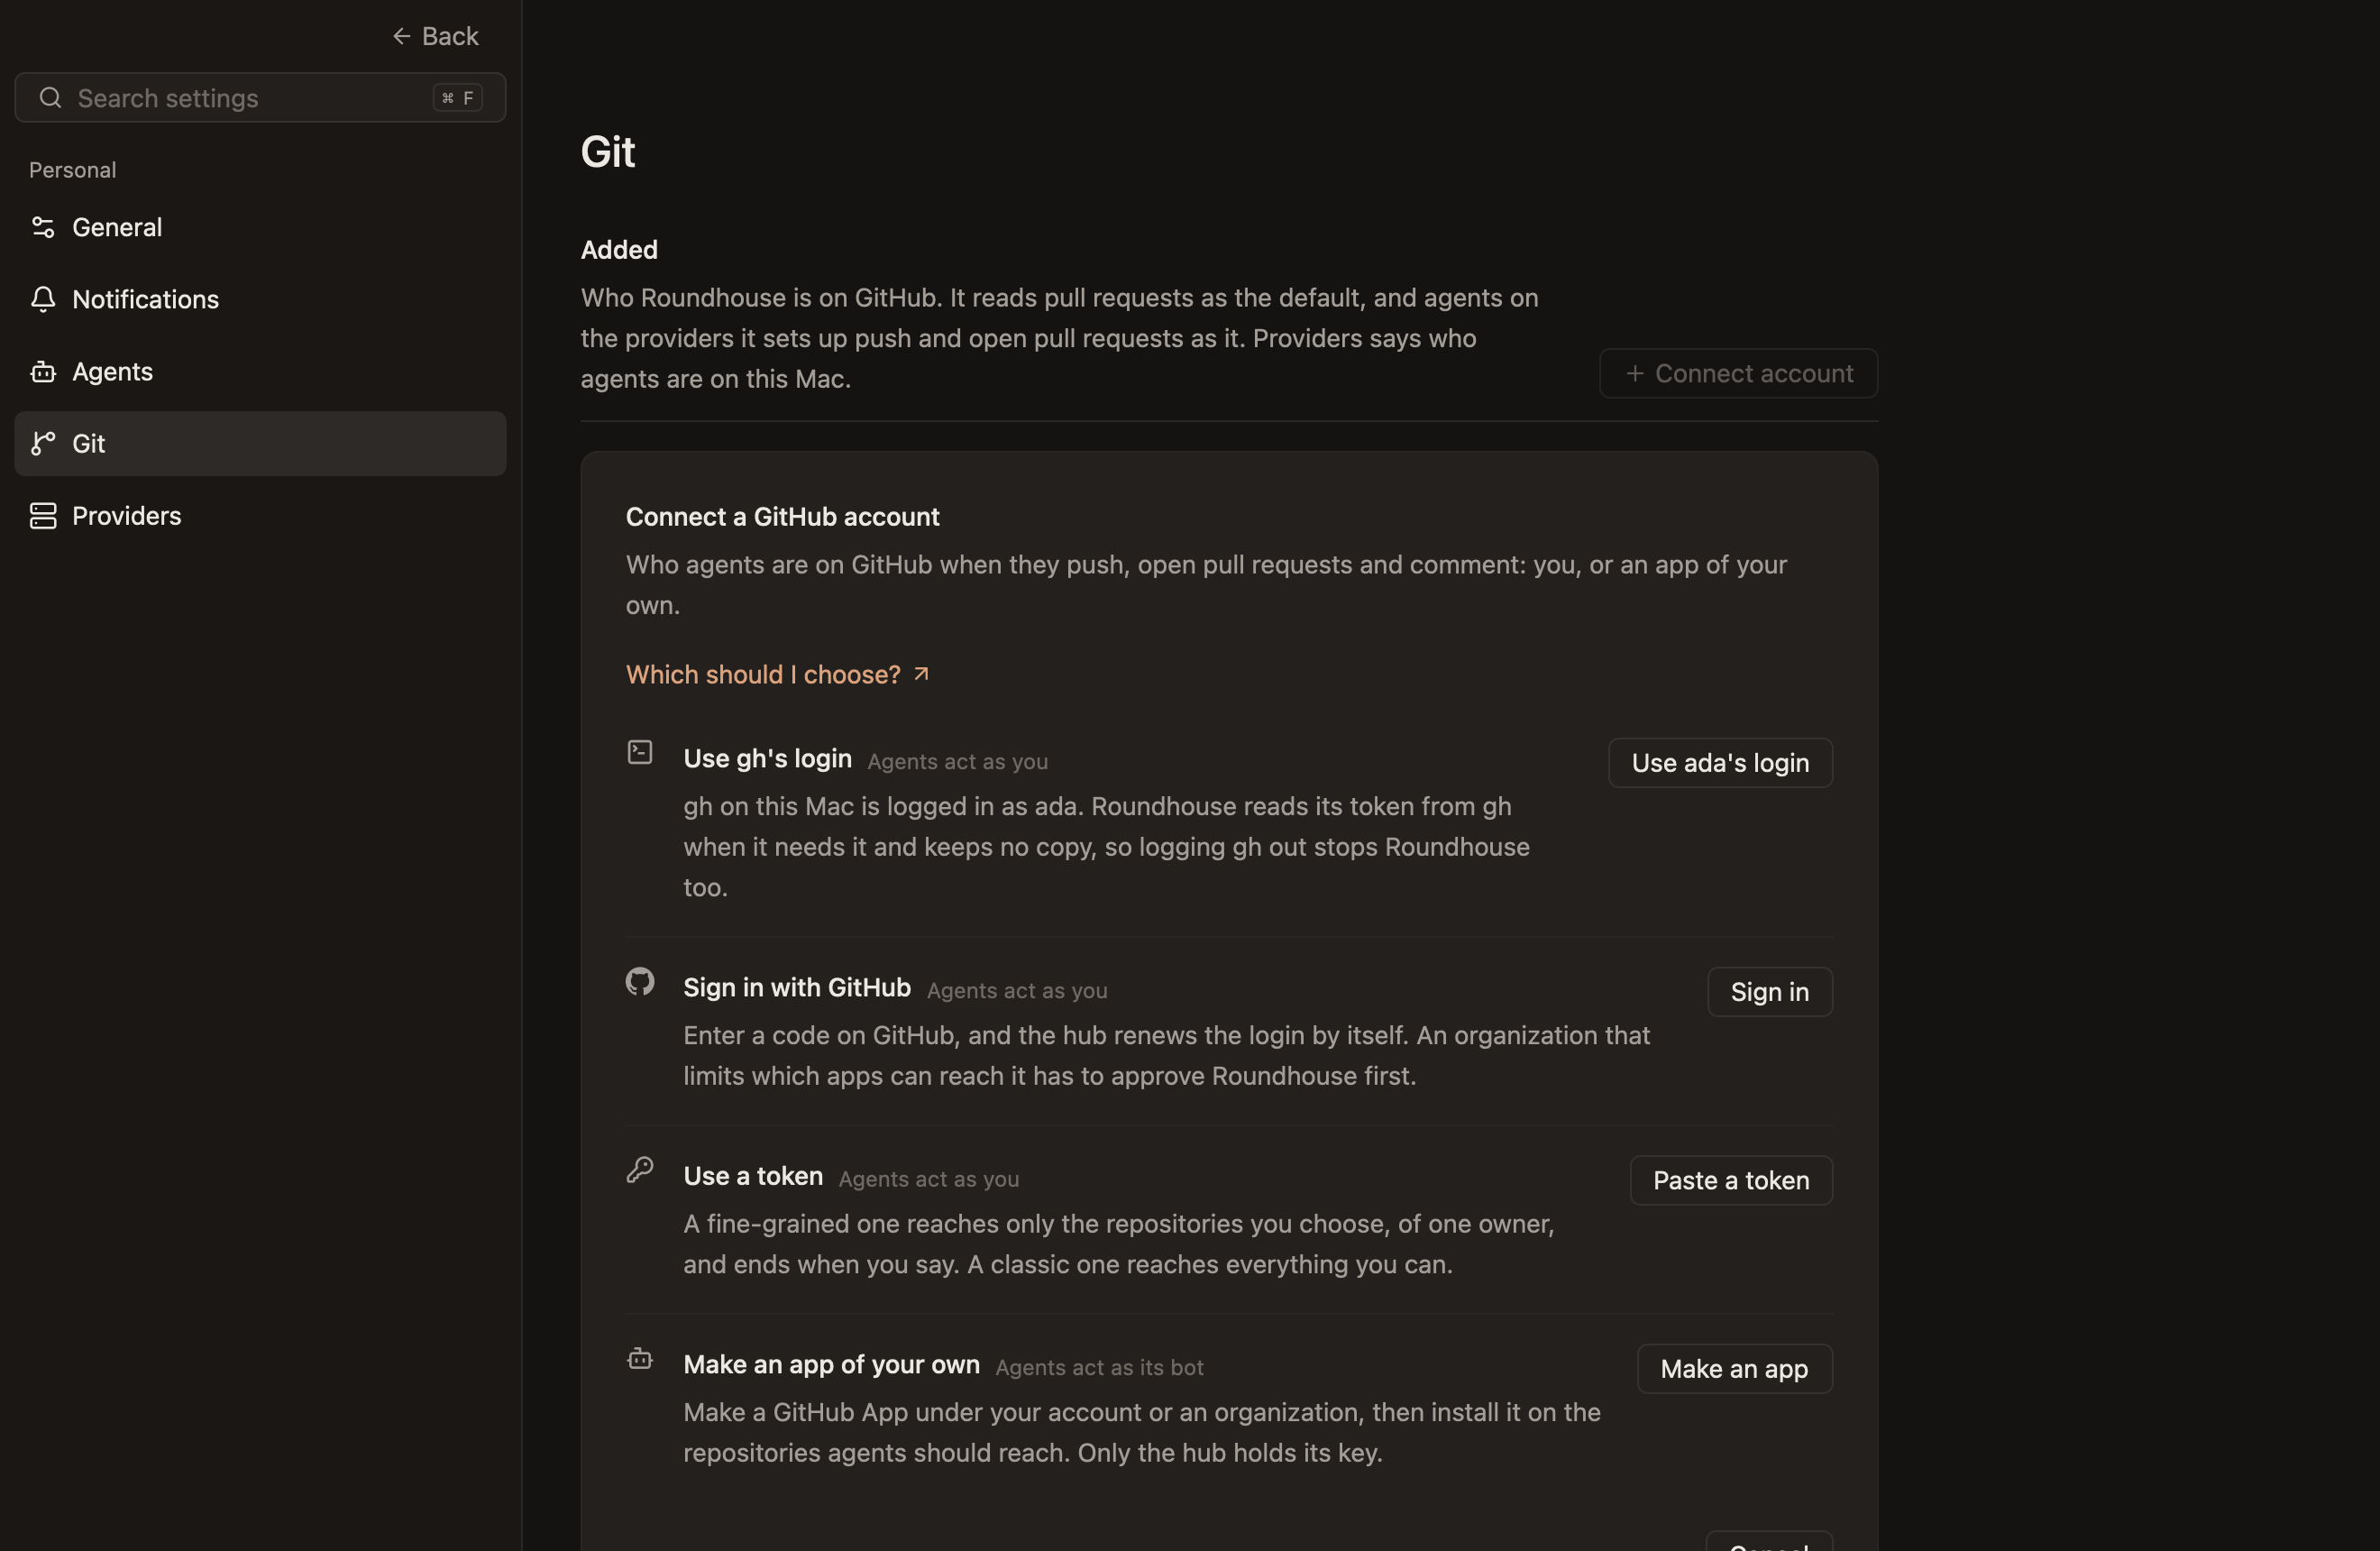 Back
Search settings
⌘ F
Personal
General
Notifications
Agents
Git
Providers
Git
Added
Who Roundhouse is on GitHub. It reads pull requests as the default, and agents on
the providers it sets up push and open pull requests as it. Providers says who
agents are on this Mac.
+ Connect account
Connect a GitHub account
Who agents are on GitHub when they push, open pull requests and comment: you, or an app of your
own.
Which should I choose? ↗
Use gh's login Agents act as you
Use ada's login
gh on this Mac is logged in as ada. Roundhouse reads its token from gh
when it needs it and keeps no copy, so logging gh out stops Roundhouse
too.
Sign in with GitHub Agents act as you
Sign in
Enter a code on GitHub, and the hub renews the login by itself. An organization that
limits which apps can reach it has to approve Roundhouse first.
Use a token Agents act as you
Paste a token
A fine-grained one reaches only the repositories you choose, of one owner,
and ends when you say. A classic one reaches everything you can.
Make an app of your own Agents act as its bot
Make an app
Make a GitHub App under your account or an organization, then install it on the
repositories agents should reach. Only the hub holds its key.
Cancel